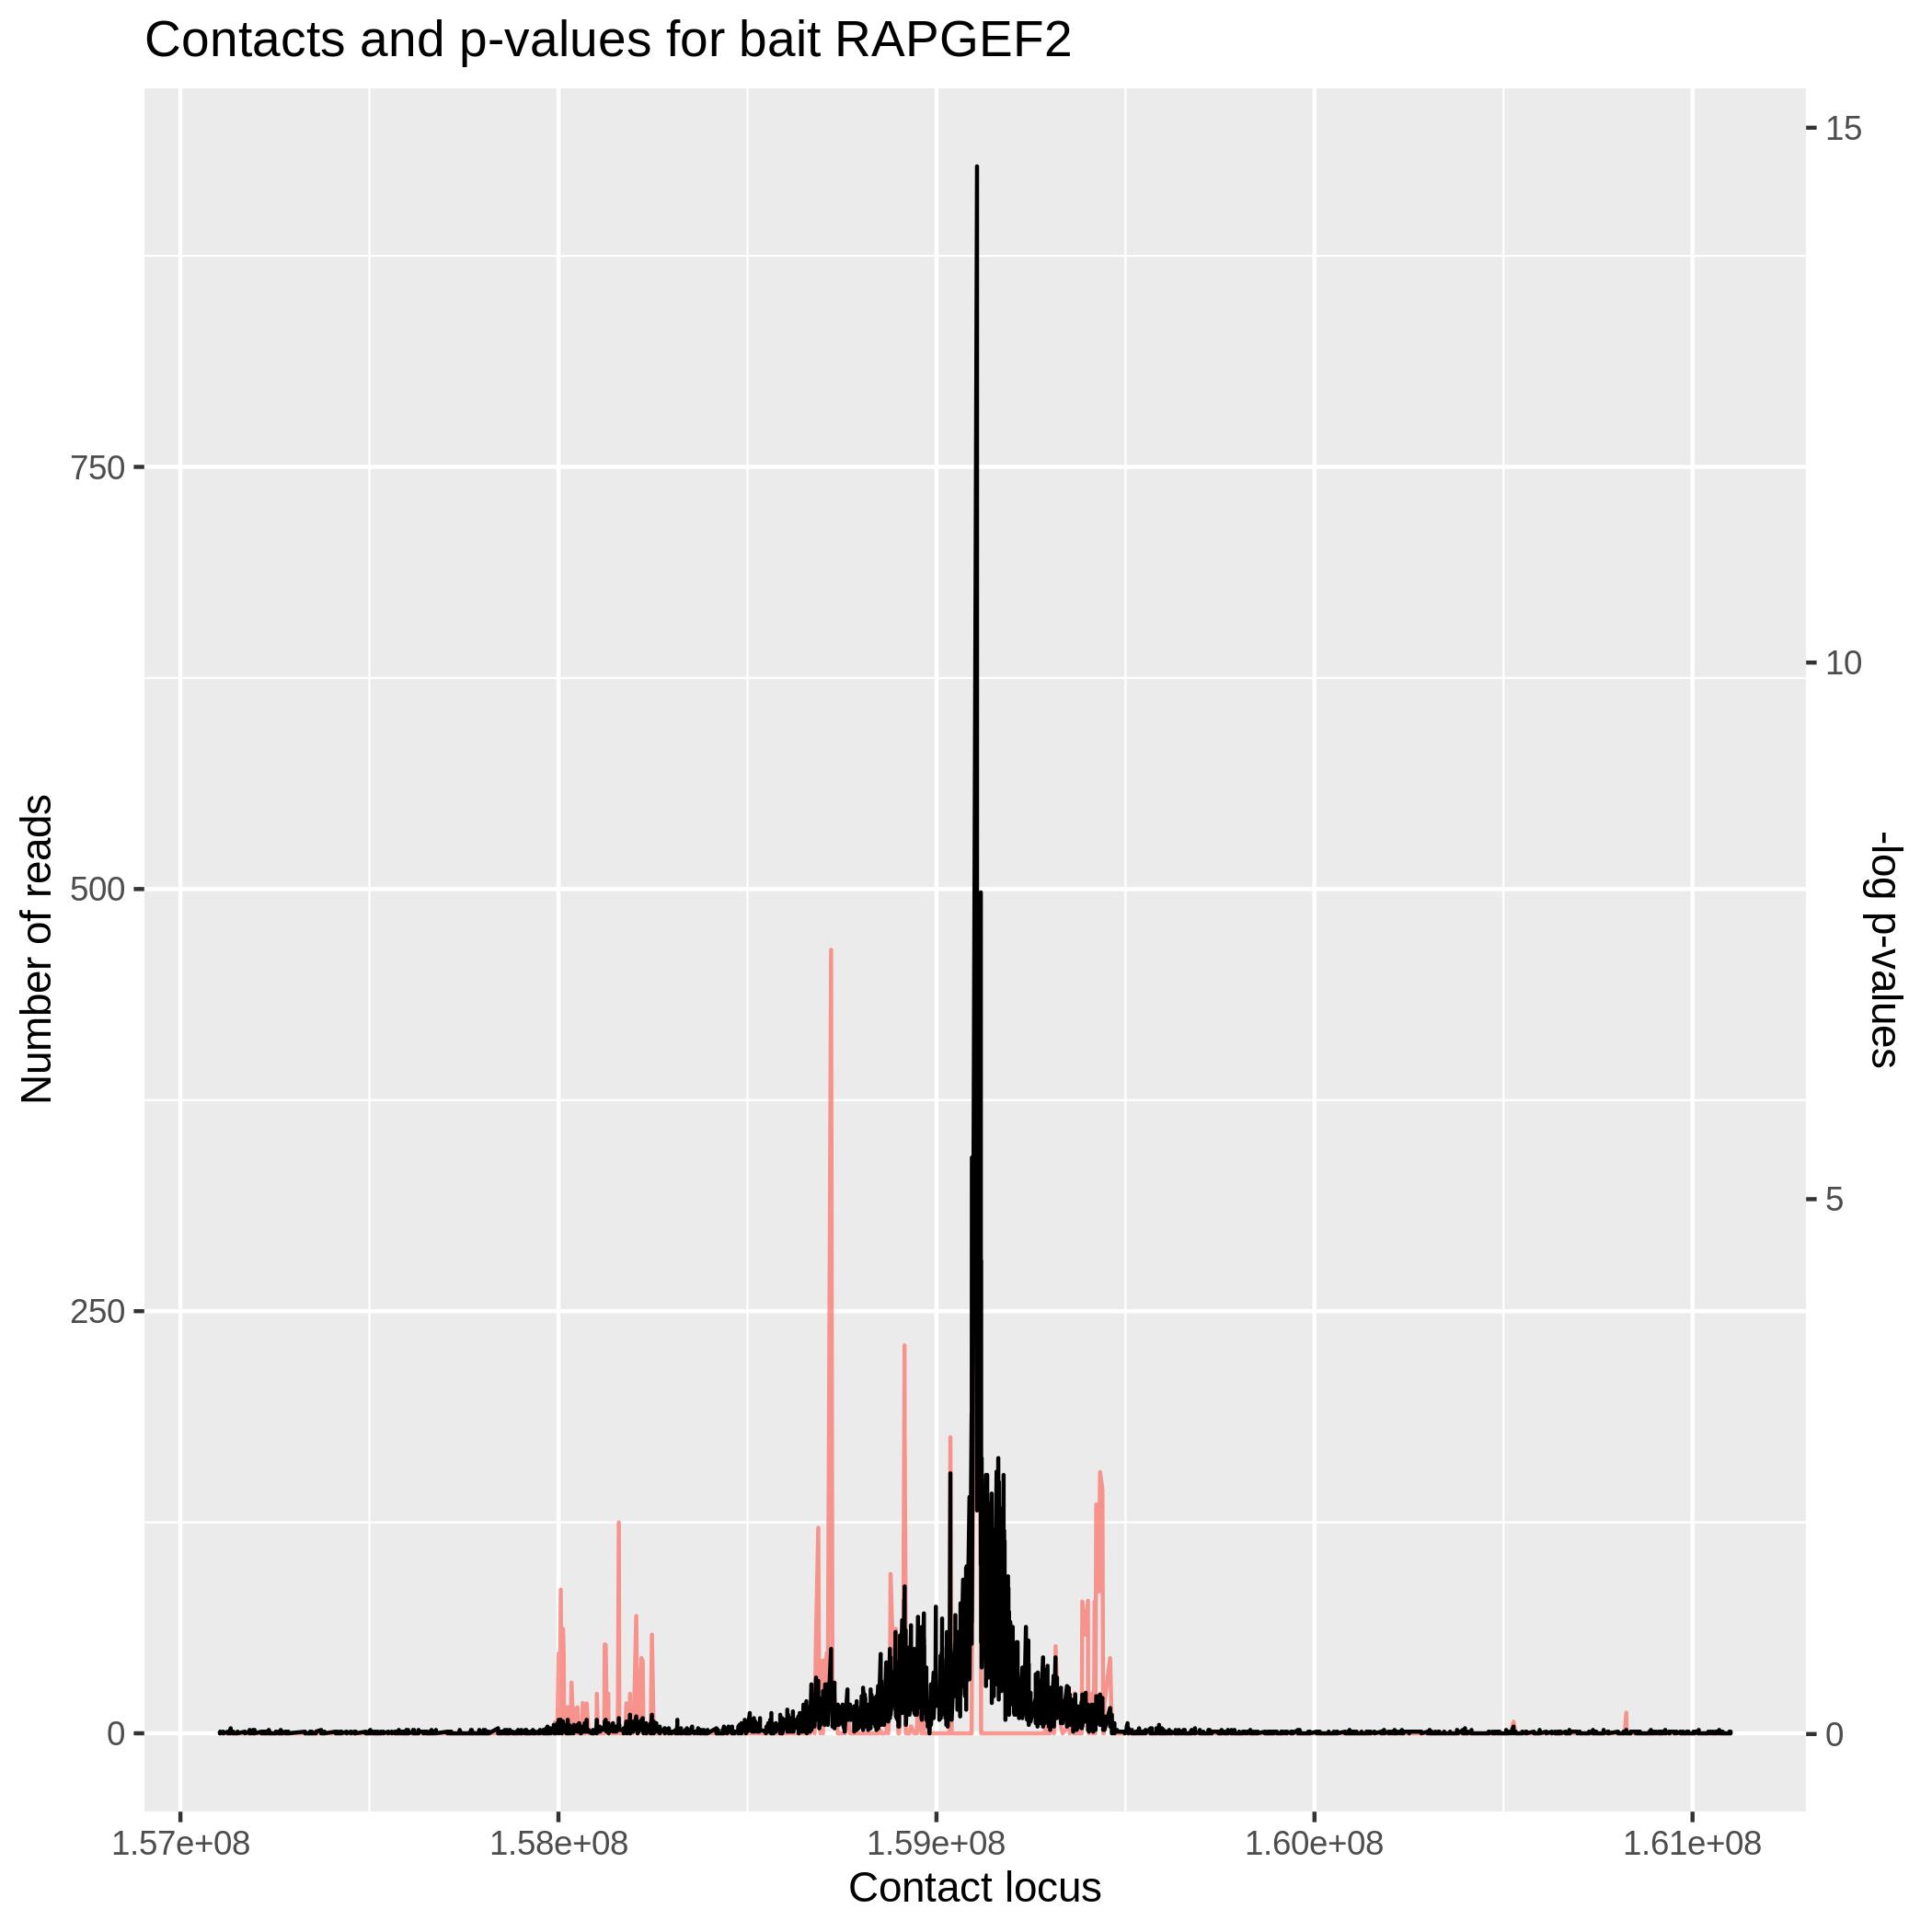 Contacts and p-values for bait RAPGEF2
15
10
5
0
-log p-values
750
500
250
0
Number of reads
1.57e+08 1.58e+08 1.59e+08 1.60e+08 1.61e+08
Contact locus